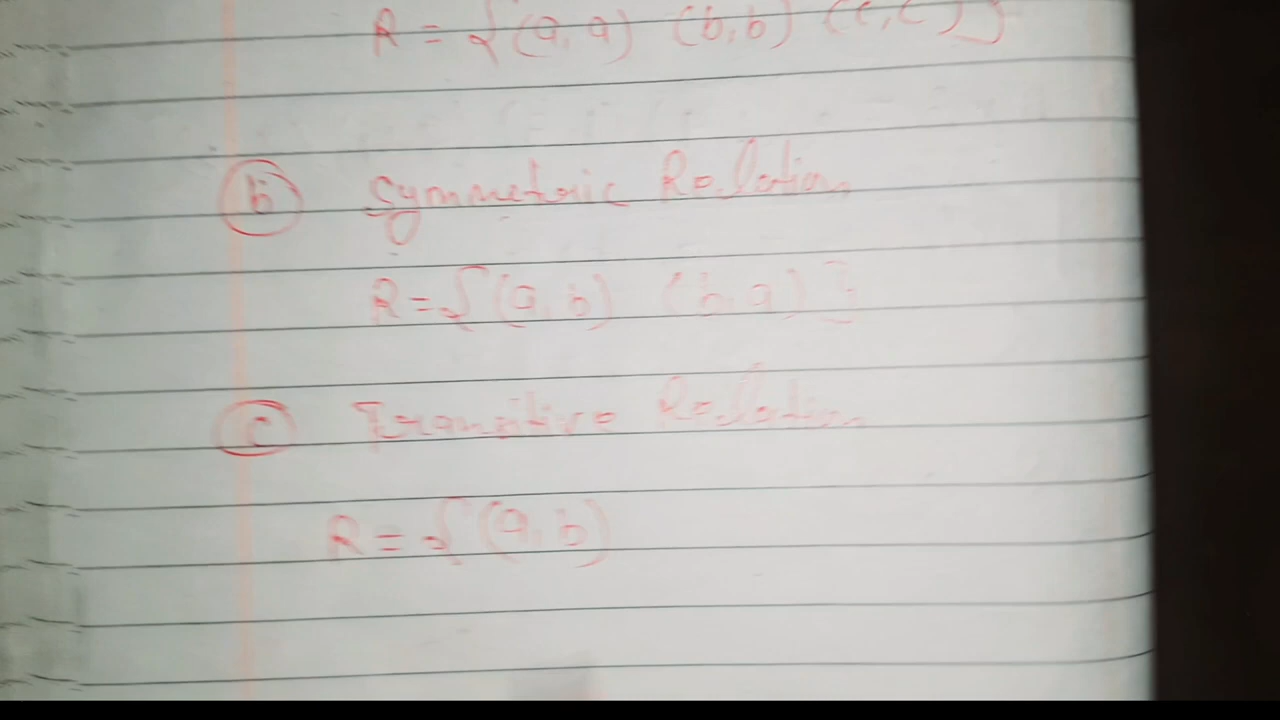 R = {(a,a) (b,b) (c,c)}
(b) Symmetric Relation
R = {(a,b) (b,a)}
(c) Transitive Relation
R = {(a,b)